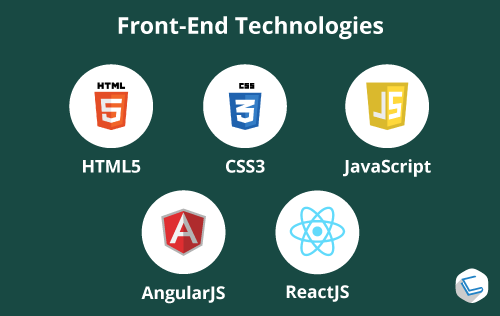 Front-End Technologies
HTML
5
CSS
3
JS
HTML5
CSS3
JavaScript
A
AngularJS
ReactJS